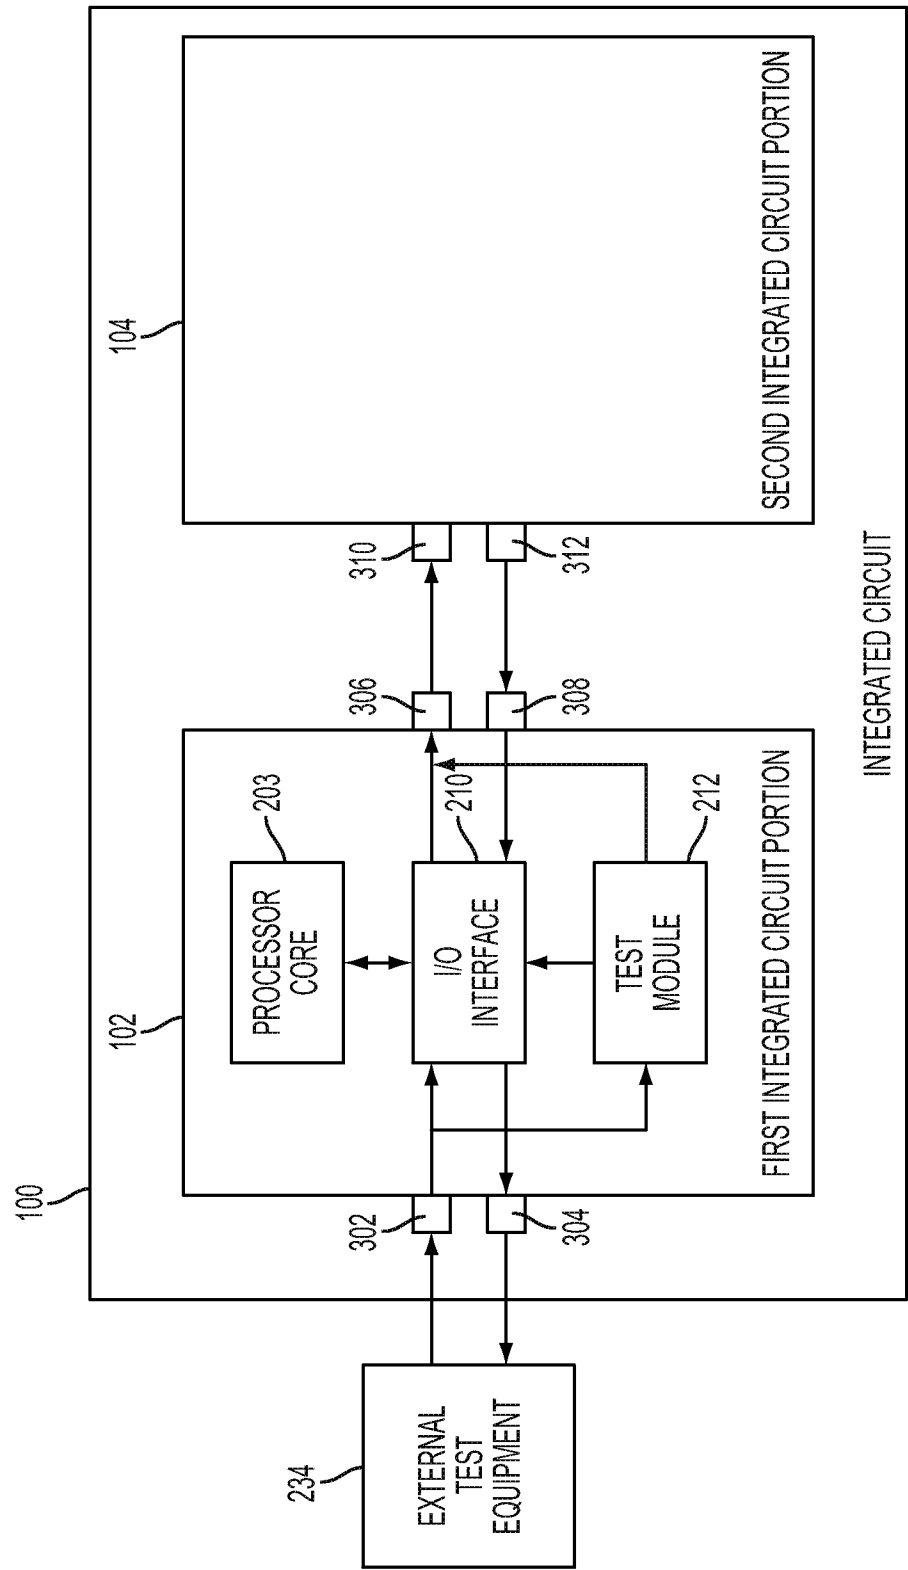 100
102
104
PROCESSOR
CORE
203
302
306
310
I/O
INTERFACE
210
304
308
312
TEST
MODULE
212
FIRST INTEGRATED CIRCUIT PORTION
SECOND INTEGRATED CIRCUIT PORTION
INTEGRATED CIRCUIT
234
EXTERNAL
TEST
EQUIPMENT